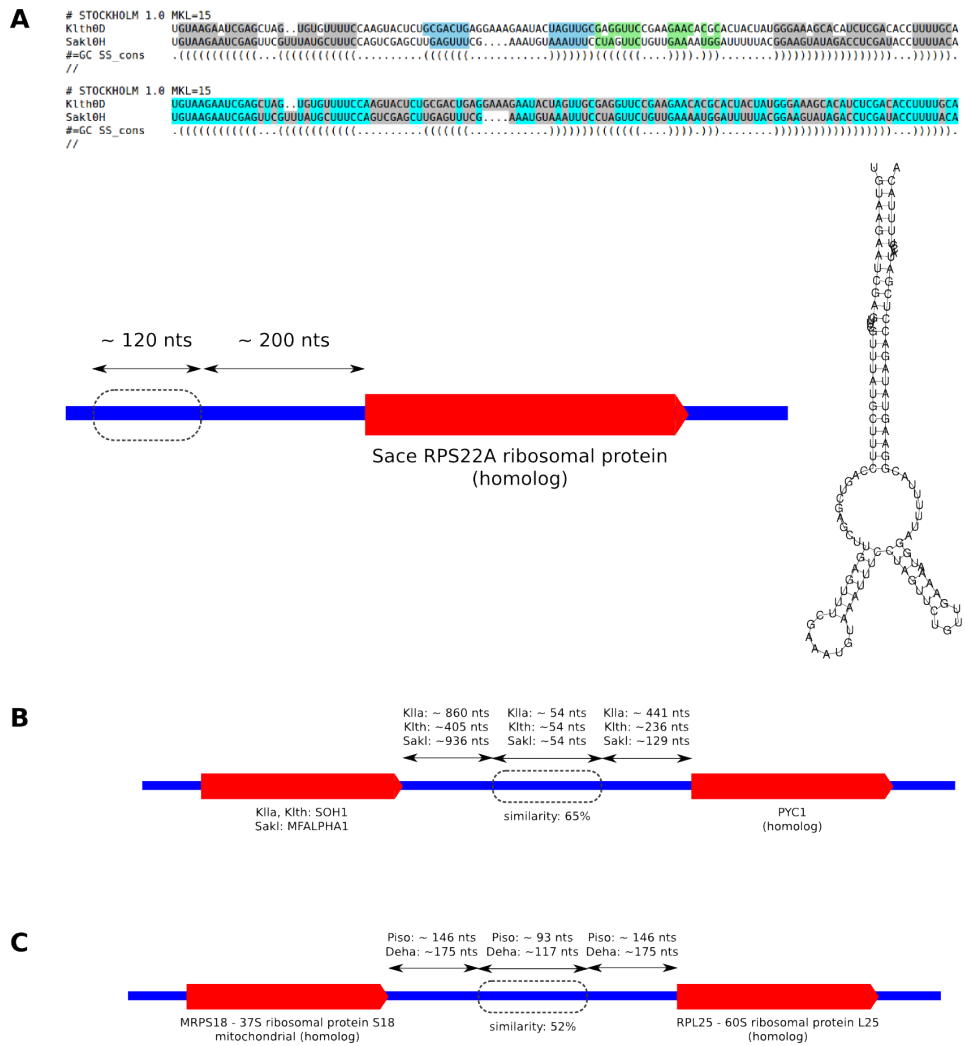 A
# STOCKHOLM 1.0 MKL=15
Klth0D UGUAAGAAUCGAGCUAG..UGUGUUUUCCAAGUACUCUGCGACUGAGGAAAGAAUACUAGUUGCGAGGUUCCGAAGAACACGCACUACUAUGGGAAAGCACAUCUCGACACCUUUUGCA
Sakl0H UGUAAGAAUCGAGUUCGUUUAUGCUUUCCAGUCGAGCUUGAGUUUCG....AAAUGUAAAUUUCCUAGUUCUGUUGAAAAUGGAUUUUUACGGAAGUAUAGACCUCGAUACCUUUUACA
#=GC SS_cons .((((((((((((...((((((((((((..........(((((((............)))))))(((((((....)))).)))........))))))))))))))))))...)))))).
//
# STOCKHOLM 1.0 MKL=15
Klth0D UGUAAGAAUCGAGCUAG..UGUGUUUUCCAAGUACUCUGCGACUGAGGAAAGAAUACUAGUUGCGAGGUUCCGAAGAACACGCACUACUAUGGGAAAGCACAUCUCGACACCUUUUGCA
Sakl0H UGUAAGAAUCGAGUUCGUUUAUGCUUUCCAGUCGAGCUUGAGUUUCG....AAAUGUAAAUUUCCUAGUUCUGUUGAAAAUGGAUUUUUACGGAAGUAUAGACCUCGAUACCUUUUACA
#=GC SS_cons .((((((((((((...((((((((((((..........(((((((............)))))))(((((((....)))).)))........))))))))))))))))))...)))))).
//
~ 120 nts
~ 200 nts
Sace RPS22A ribosomal protein
(homolog)
B
Klla: ~ 860 nts
Klth: ~405 nts
Sakl: ~936 nts
Klla: ~ 54 nts
Klth: ~54 nts
Sakl: ~54 nts
Klla: ~ 441 nts
Klth: ~236 nts
Sakl: ~129 nts
Klla, Klth: SOH1
Sakl: MFALPHA1
similarity: 65%
PYC1
(homolog)
C
Piso: ~ 146 nts
Deha: ~175 nts
Piso: ~ 93 nts
Deha: ~117 nts
Piso: ~ 146 nts
Deha: ~175 nts
MRPS18 - 37S ribosomal protein S18
mitochondrial (homolog)
similarity: 52%
RPL25 - 60S ribosomal protein L25
(homolog)